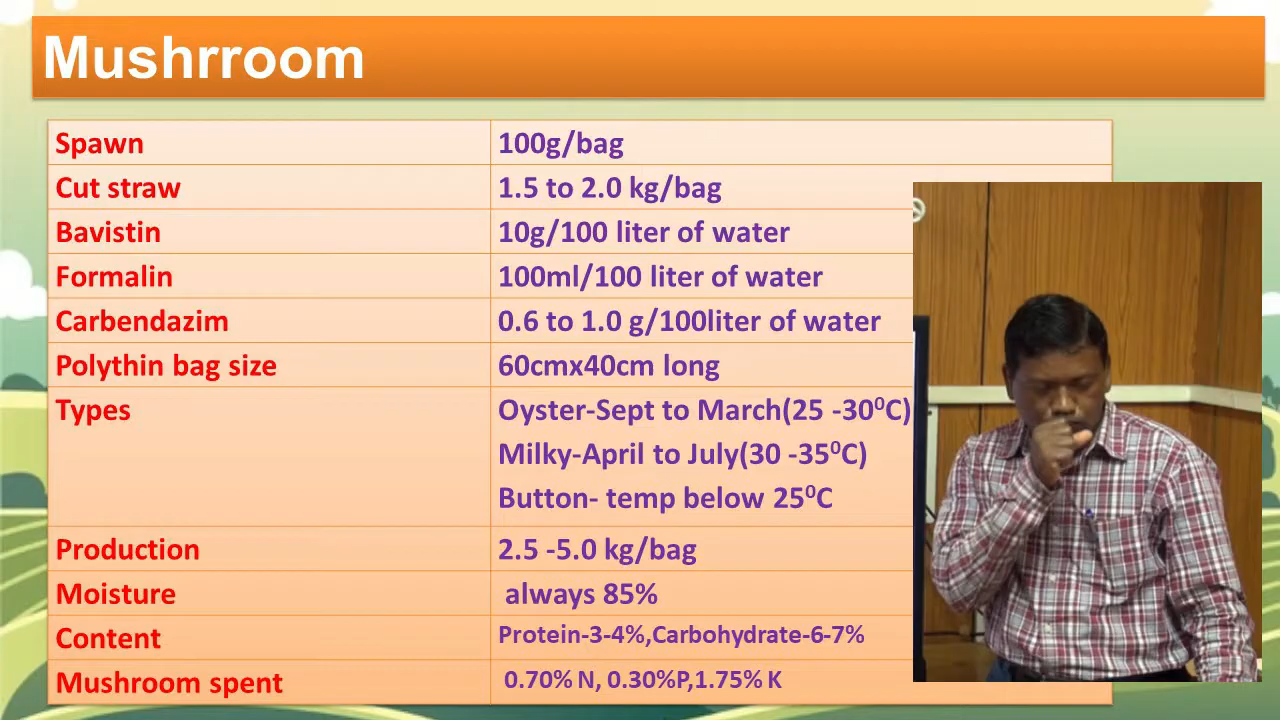 Mushrroom
Spawn 100g/bag
Cut straw 1.5 to 2.0 kg/bag
Bavistin 10g/100 liter of water
Formalin 100ml/100 liter of water
Carbendazim 0.6 to 1.0 g/100liter of water
Polythin bag size 60cmx40cm long
Types Oyster-Sept to March(25 -30⁰C)
Milky-April to July(30 -35⁰C)
Button- temp below 25⁰C
Production 2.5 -5.0 kg/bag
Moisture always 85%
Content Protein-3-4%,Carbohydrate-6-7%
Mushroom spent 0.70% N, 0.30%P,1.75% K